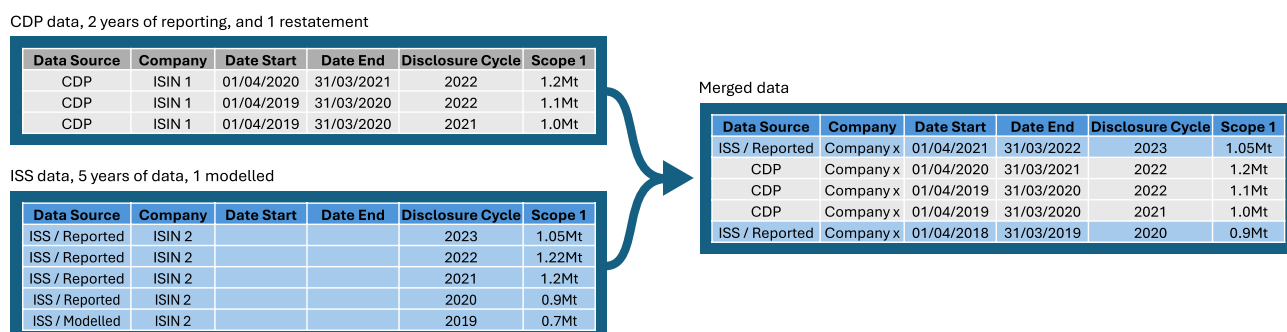 CDP data, 2 years of reporting, and 1 restatement
Data Source Company Date Start Date End Disclosure Cycle Scope 1
CDP ISIN 1 01/04/2020 31/03/2021 2022 1.2Mt
CDP ISIN 1 01/04/2019 31/03/2020 2022 1.1Mt
CDP ISIN 1 01/04/2019 31/03/2020 2021 1.0Mt
ISS data, 5 years of data, 1 modelled
Data Source Company Date Start Date End Disclosure Cycle Scope 1
ISS / Reported ISIN 2 2023 1.05Mt
ISS / Reported ISIN 2 2022 1.22Mt
ISS / Reported ISIN 2 2021 1.2Mt
ISS / Reported ISIN 2 2020 0.9Mt
ISS / Modelled ISIN 2 2019 0.7Mt
Merged data
Data Source Company Date Start Date End Disclosure Cycle Scope 1
ISS / Reported Company x 01/04/2021 31/03/2022 2023 1.05Mt
CDP Company x 01/04/2020 31/03/2021 2022 1.2Mt
CDP Company x 01/04/2019 31/03/2020 2022 1.1Mt
CDP Company x 01/04/2019 31/03/2020 2021 1.0Mt
ISS / Reported Company x 01/04/2018 31/03/2019 2020 0.9Mt